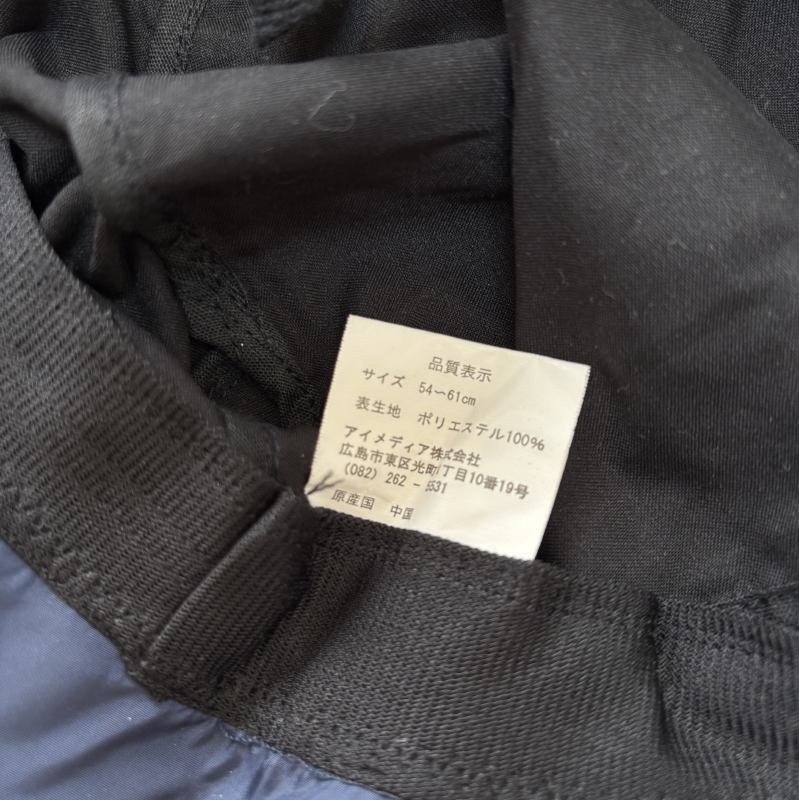 品質表示
サイズ 54〜61cm
表生地 ポリエステル100%
アイメディア株式会社
広島市東区光町丁目10番19号
(082) 262 - 531
原産国 中国